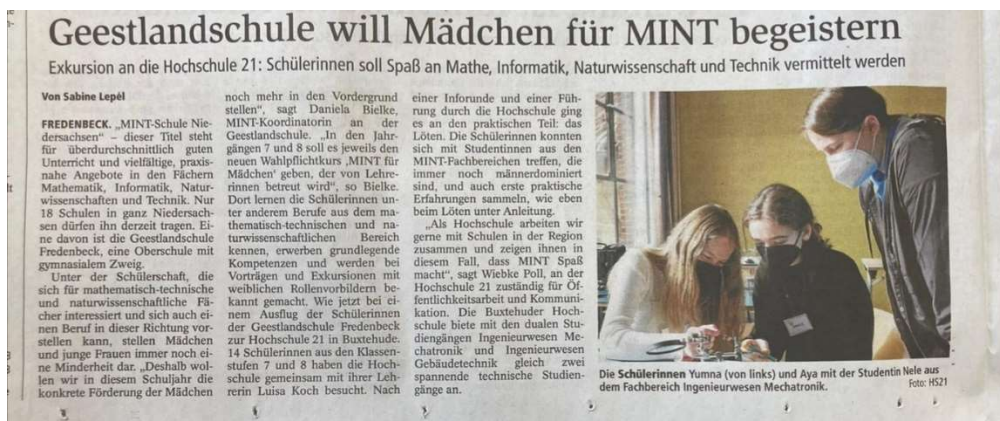 Geestlandschule will Mädchen für MINT begeistern
Exkursion an die Hochschule 21: Schülerinnen soll Spaß an Mathe, Informatik, Naturwissenschaft und Technik vermittelt werden
Von Sabine Lepél
FREDENBECK. „MINT-Schule Nie-
dersachsen“ – dieser Titel steht
für überdurchschnittlich guten
Unterricht und vielfältige, praxis-
nahe Angebote in den Fächern
Mathematik, Informatik, Natur-
wissenschaften und Technik. Nur
18 Schulen in ganz Niedersach-
sen dürfen ihn derzeit tragen. Ei-
ne davon ist die Geestlandschule
Fredenbeck, eine Oberschule mit
gymnasialem Zweig.
Unter der Schülerschaft, die
sich für mathematisch-technische
und naturwissenschaftliche Fä-
cher interessiert und sich auch ei-
nen Beruf in dieser Richtung vor-
stellen kann, stellen Mädchen
und junge Frauen immer noch ei-
ne Minderheit dar. „Deshalb wol-
len wir in diesem Schuljahr die
konkrete Förderung der Mädchen
noch mehr in den Vordergrund
stellen“, sagt Daniela Bielke,
MINT-Koordinatorin an der
Geestlandschule. „In den Jahr-
gängen 7 und 8 soll es jeweils den
neuen Wahlpflichtkurs ‚MINT für
Mädchen‘ geben, der von Lehre-
rinnen betreut wird“, so Bielke.
Dort lernen die Schülerinnen un-
ter anderem Berufe aus dem ma-
thematisch-technischen und na-
turwissenschaftlichen Bereich
kennen, erwerben grundlegende
Kompetenzen und werden bei
Vorträgen und Exkursionen mit
weiblichen Rollenvorbildern be-
kannt gemacht. Wie jetzt bei ei-
nem Ausflug der Schülerinnen
der Geestlandschule Fredenbeck
zur Hochschule 21 in Buxtehude.
14 Schülerinnen aus den Klassen-
stufen 7 und 8 haben die Hoch-
schule gemeinsam mit ihrer Leh-
rerin Luisa Koch besucht. Nach
einer Inforunde und einer Füh-
rung durch die Hochschule ging
es an den praktischen Teil: das
Löten. Die Schülerinnen konnten
sich mit Studentinnen aus den
MINT-Fachbereichen treffen, die
immer noch männerdominiert
sind, und auch erste praktische
Erfahrungen sammeln, wie eben
beim Löten unter Anleitung.
„Als Hochschule arbeiten wir
gerne mit Schulen in der Region
zusammen und zeigen ihnen in
diesem Fall, dass MINT Spaß
macht“, sagt Wiebke Poll, an der
Hochschule 21 zuständig für Öf-
fentlichkeitsarbeit und Kommuni-
kation. Die Buxtehuder Hoch-
schule biete mit den dualen Stu-
diengängen Ingenieurwesen Me-
chatronik und Ingenieurwesen
Gebäudetechnik gleich zwei
spannende technische Studien-
gänge an.
Die Schülerinnen Yumna (von links) und Aya mit der Studentin Nele aus
dem Fachbereich Ingenieurwesen Mechatronik.
Foto: HS21